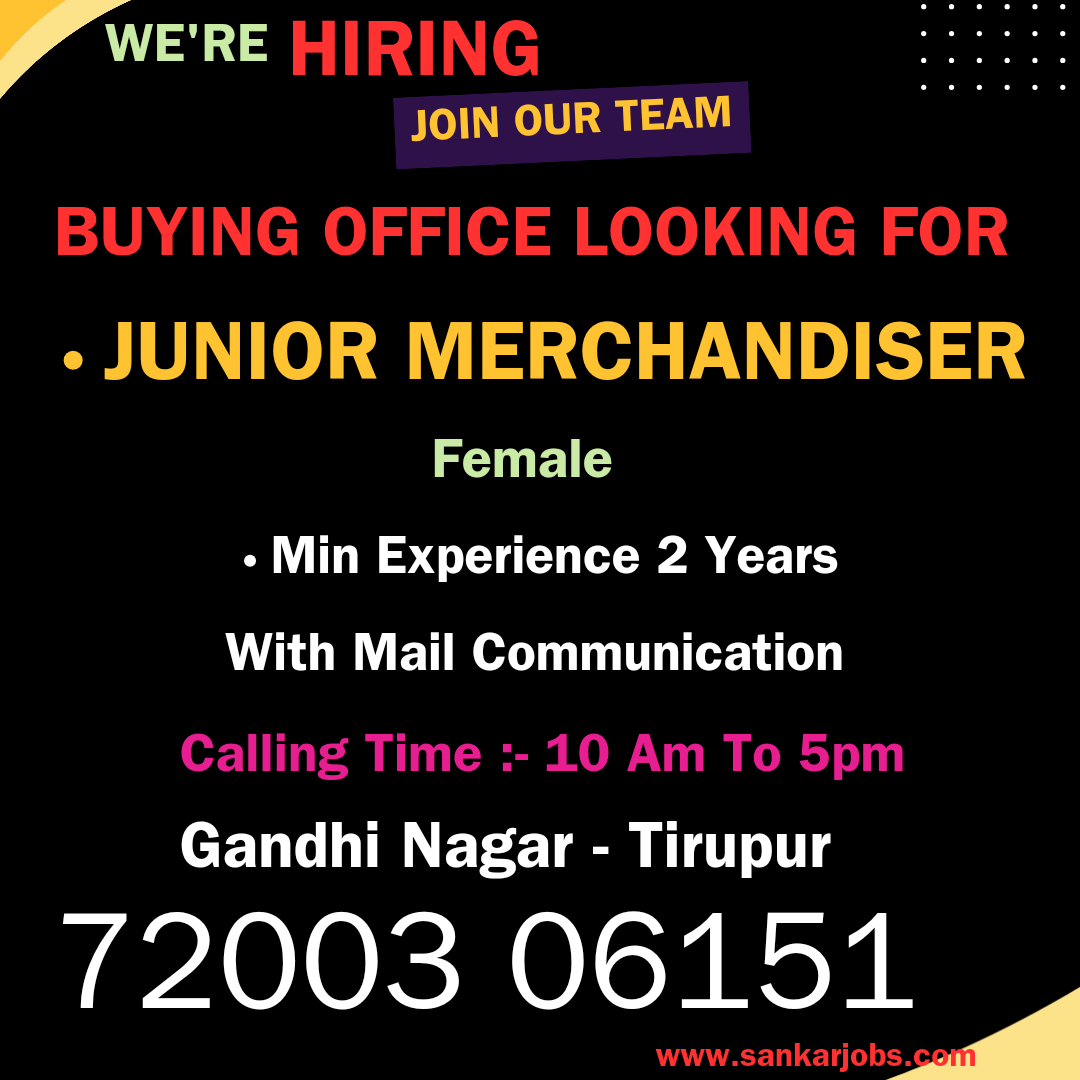 WE'RE HIRING
JOIN OUR TEAM
BUYING OFFICE LOOKING FOR
• JUNIOR MERCHANDISER
Female
• Min Experience 2 Years
With Mail Communication
Calling Time :- 10 Am To 5pm
Gandhi Nagar - Tirupur
72003 06151
www.sankarjobs.com